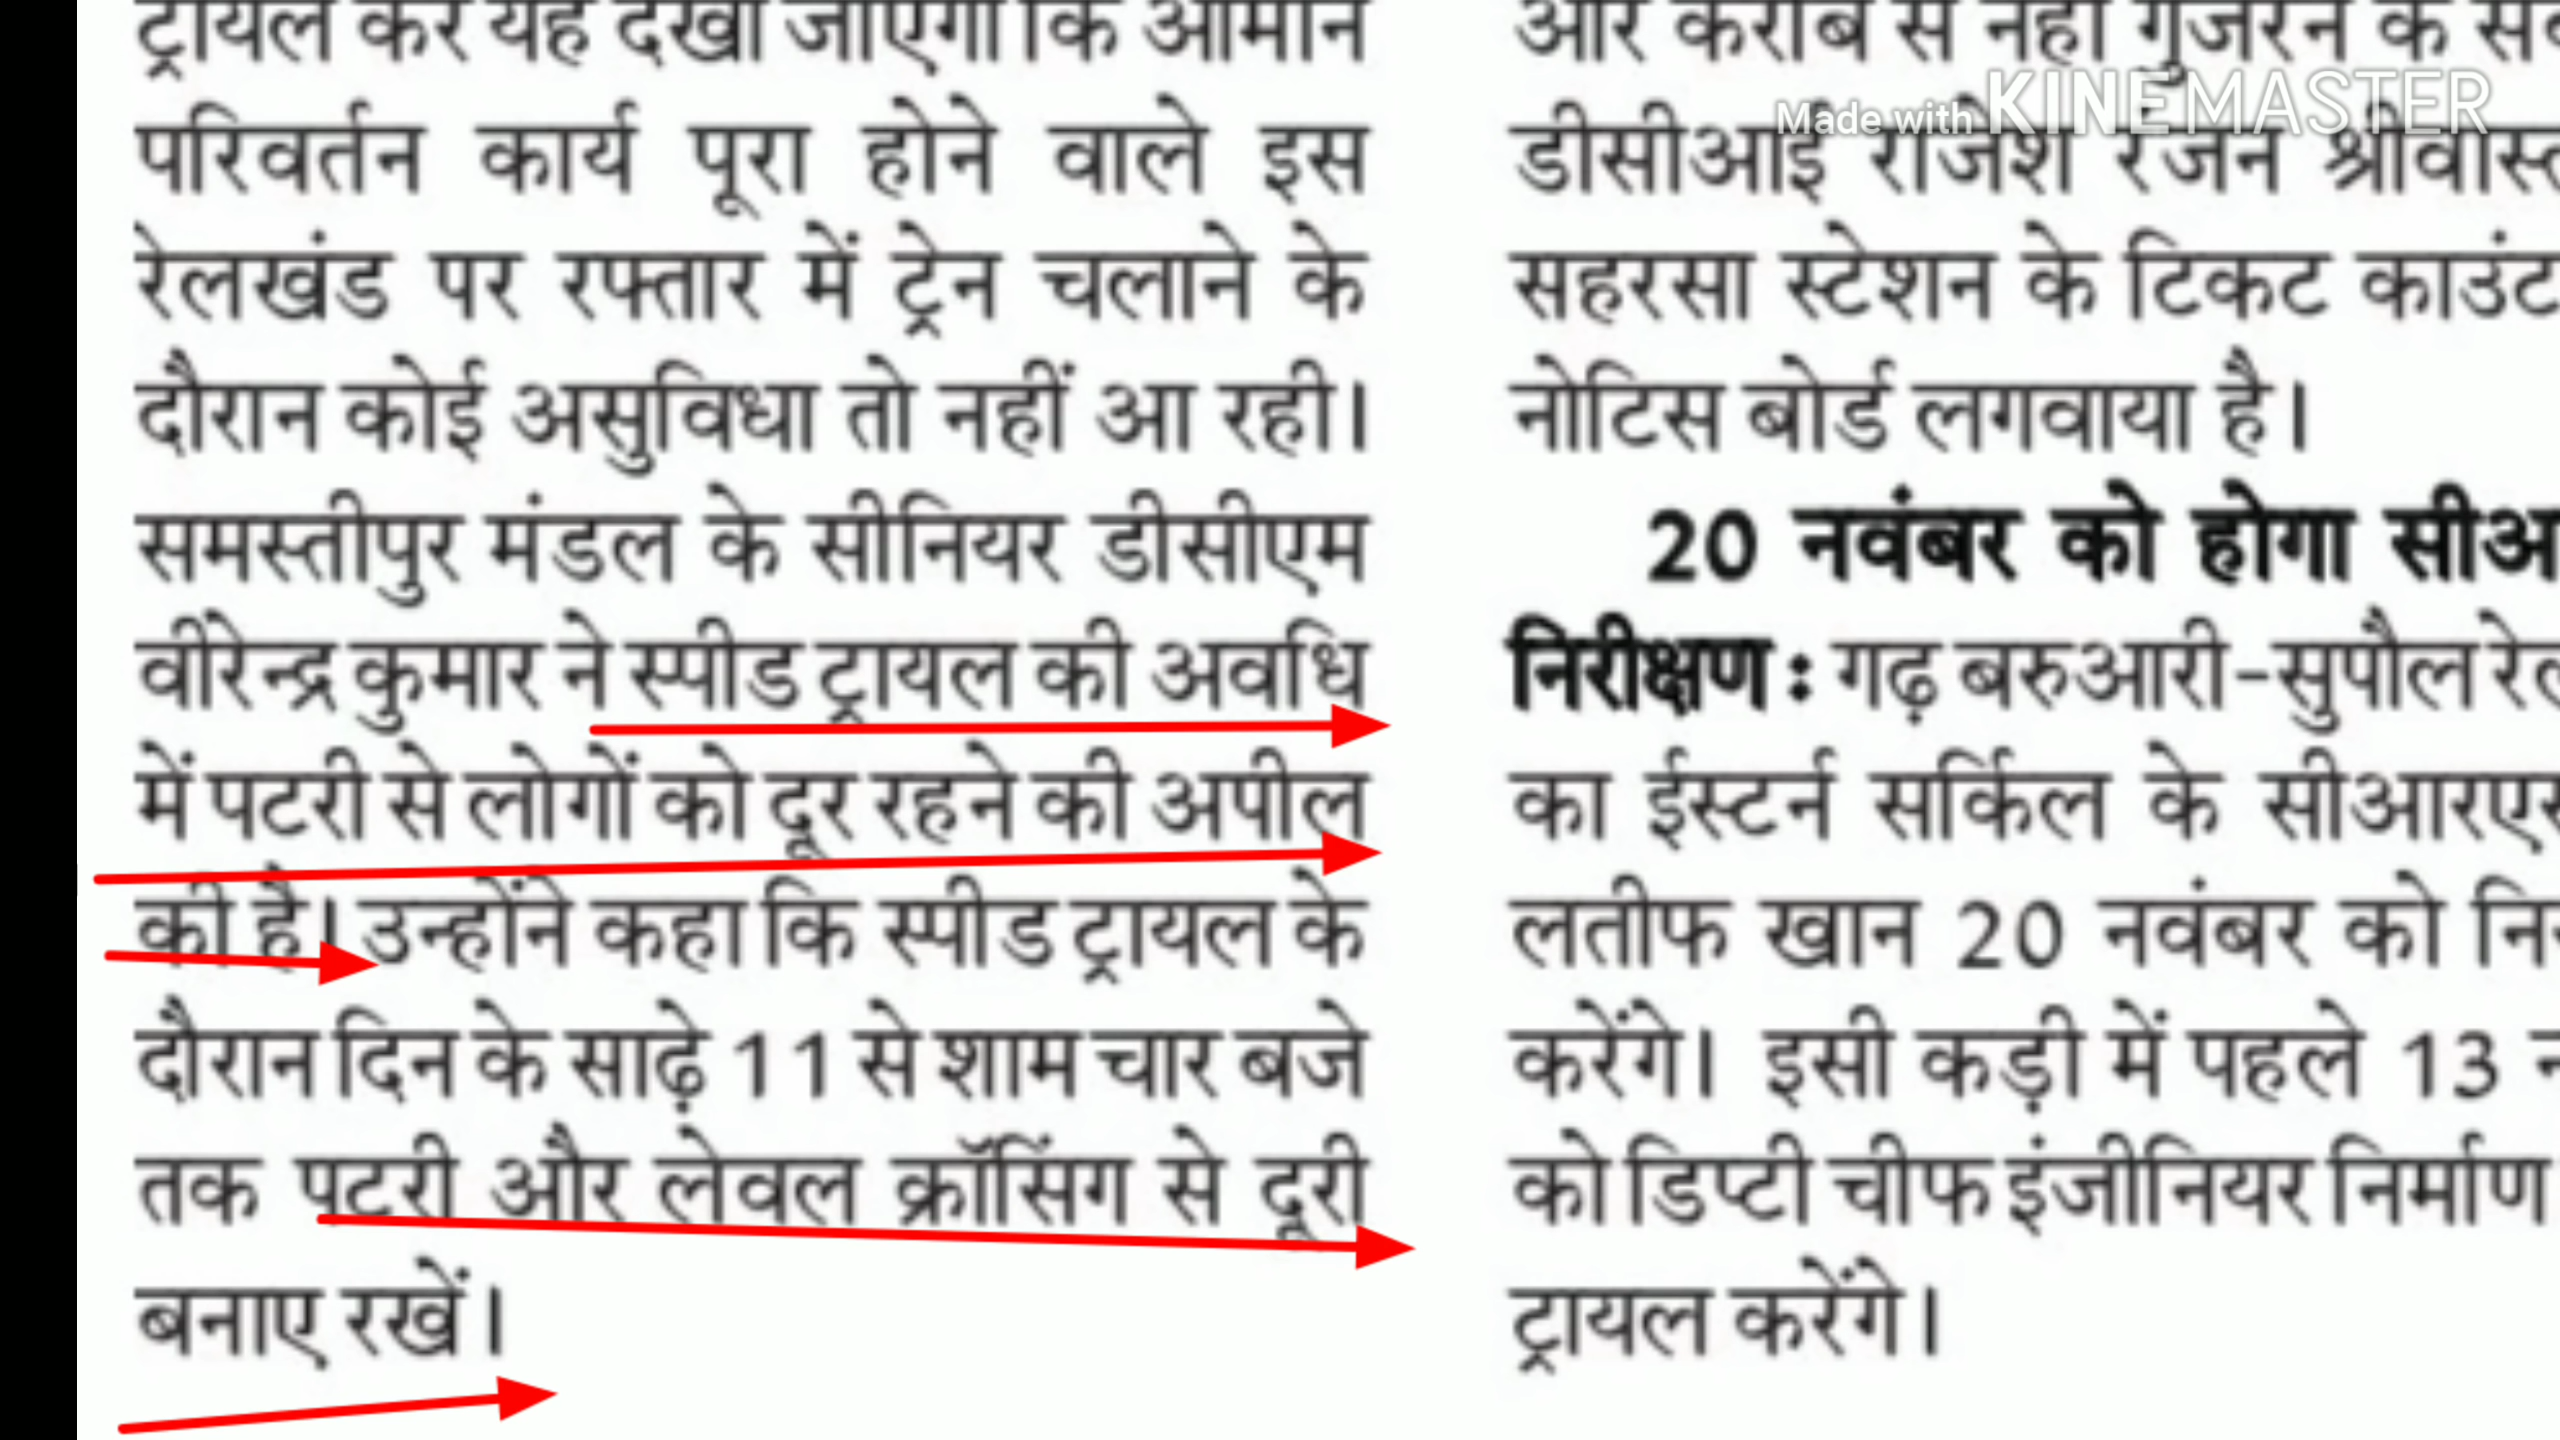 ट्रायल कर यह देखा जाएगा कि आमान
परिवर्तन कार्य पूरा होने वाले इस
रेलखंड पर रफ्तार में ट्रेन चलाने के
दौरान कोई असुविधा तो नहीं आ रही।
समस्तीपुर मंडल के सीनियर डीसीएम
वीरेन्द्र कुमार ने स्पीड ट्रायल की अवधि
में पटरी से लोगों को दूर रहने की अपील
की है। उन्होंने कहा कि स्पीड ट्रायल के
दौरान दिन के साढ़े 11 से शाम चार बजे
तक पटरी और लेवल क्रॉसिंग से दूरी
बनाए रखें।
और करीब से नहीं गुजरने के
Made with KINEMASTER
डीसीआई राजेश रंजन
सहरसा स्टेशन के टिकट
नोटिस बोर्ड लगवाया है।
20 नवंबर को होगा
निरीक्षण : गढ़ बरुआरी-सुपौल
का ईस्टर्न सर्किल के
लतीफ खान 20 नवंबर को
करेंगे। इसी कड़ी में पहले 13
को डिप्टी चीफ इंजीनियर निर्माण
ट्रायल करेंगे।